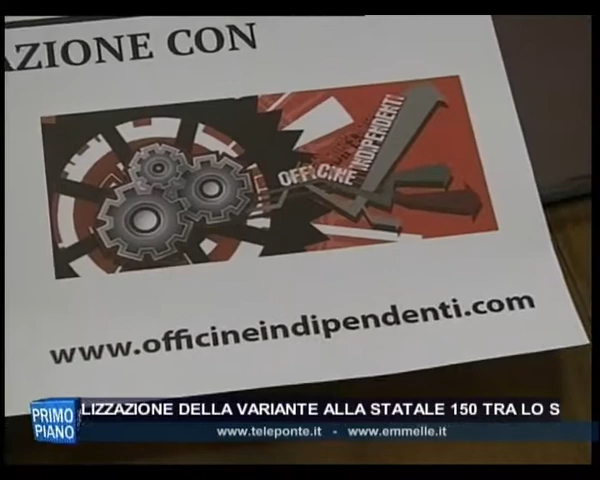 AZIONE CON
OFFICINE INDIPENDENTI
www.officineindipendenti.com
PRIMO PIANO
LIZZAZIONE DELLA VARIANTE ALLA STATALE 150 TRA LO S
www.teleponte.it - www.emmelle.it